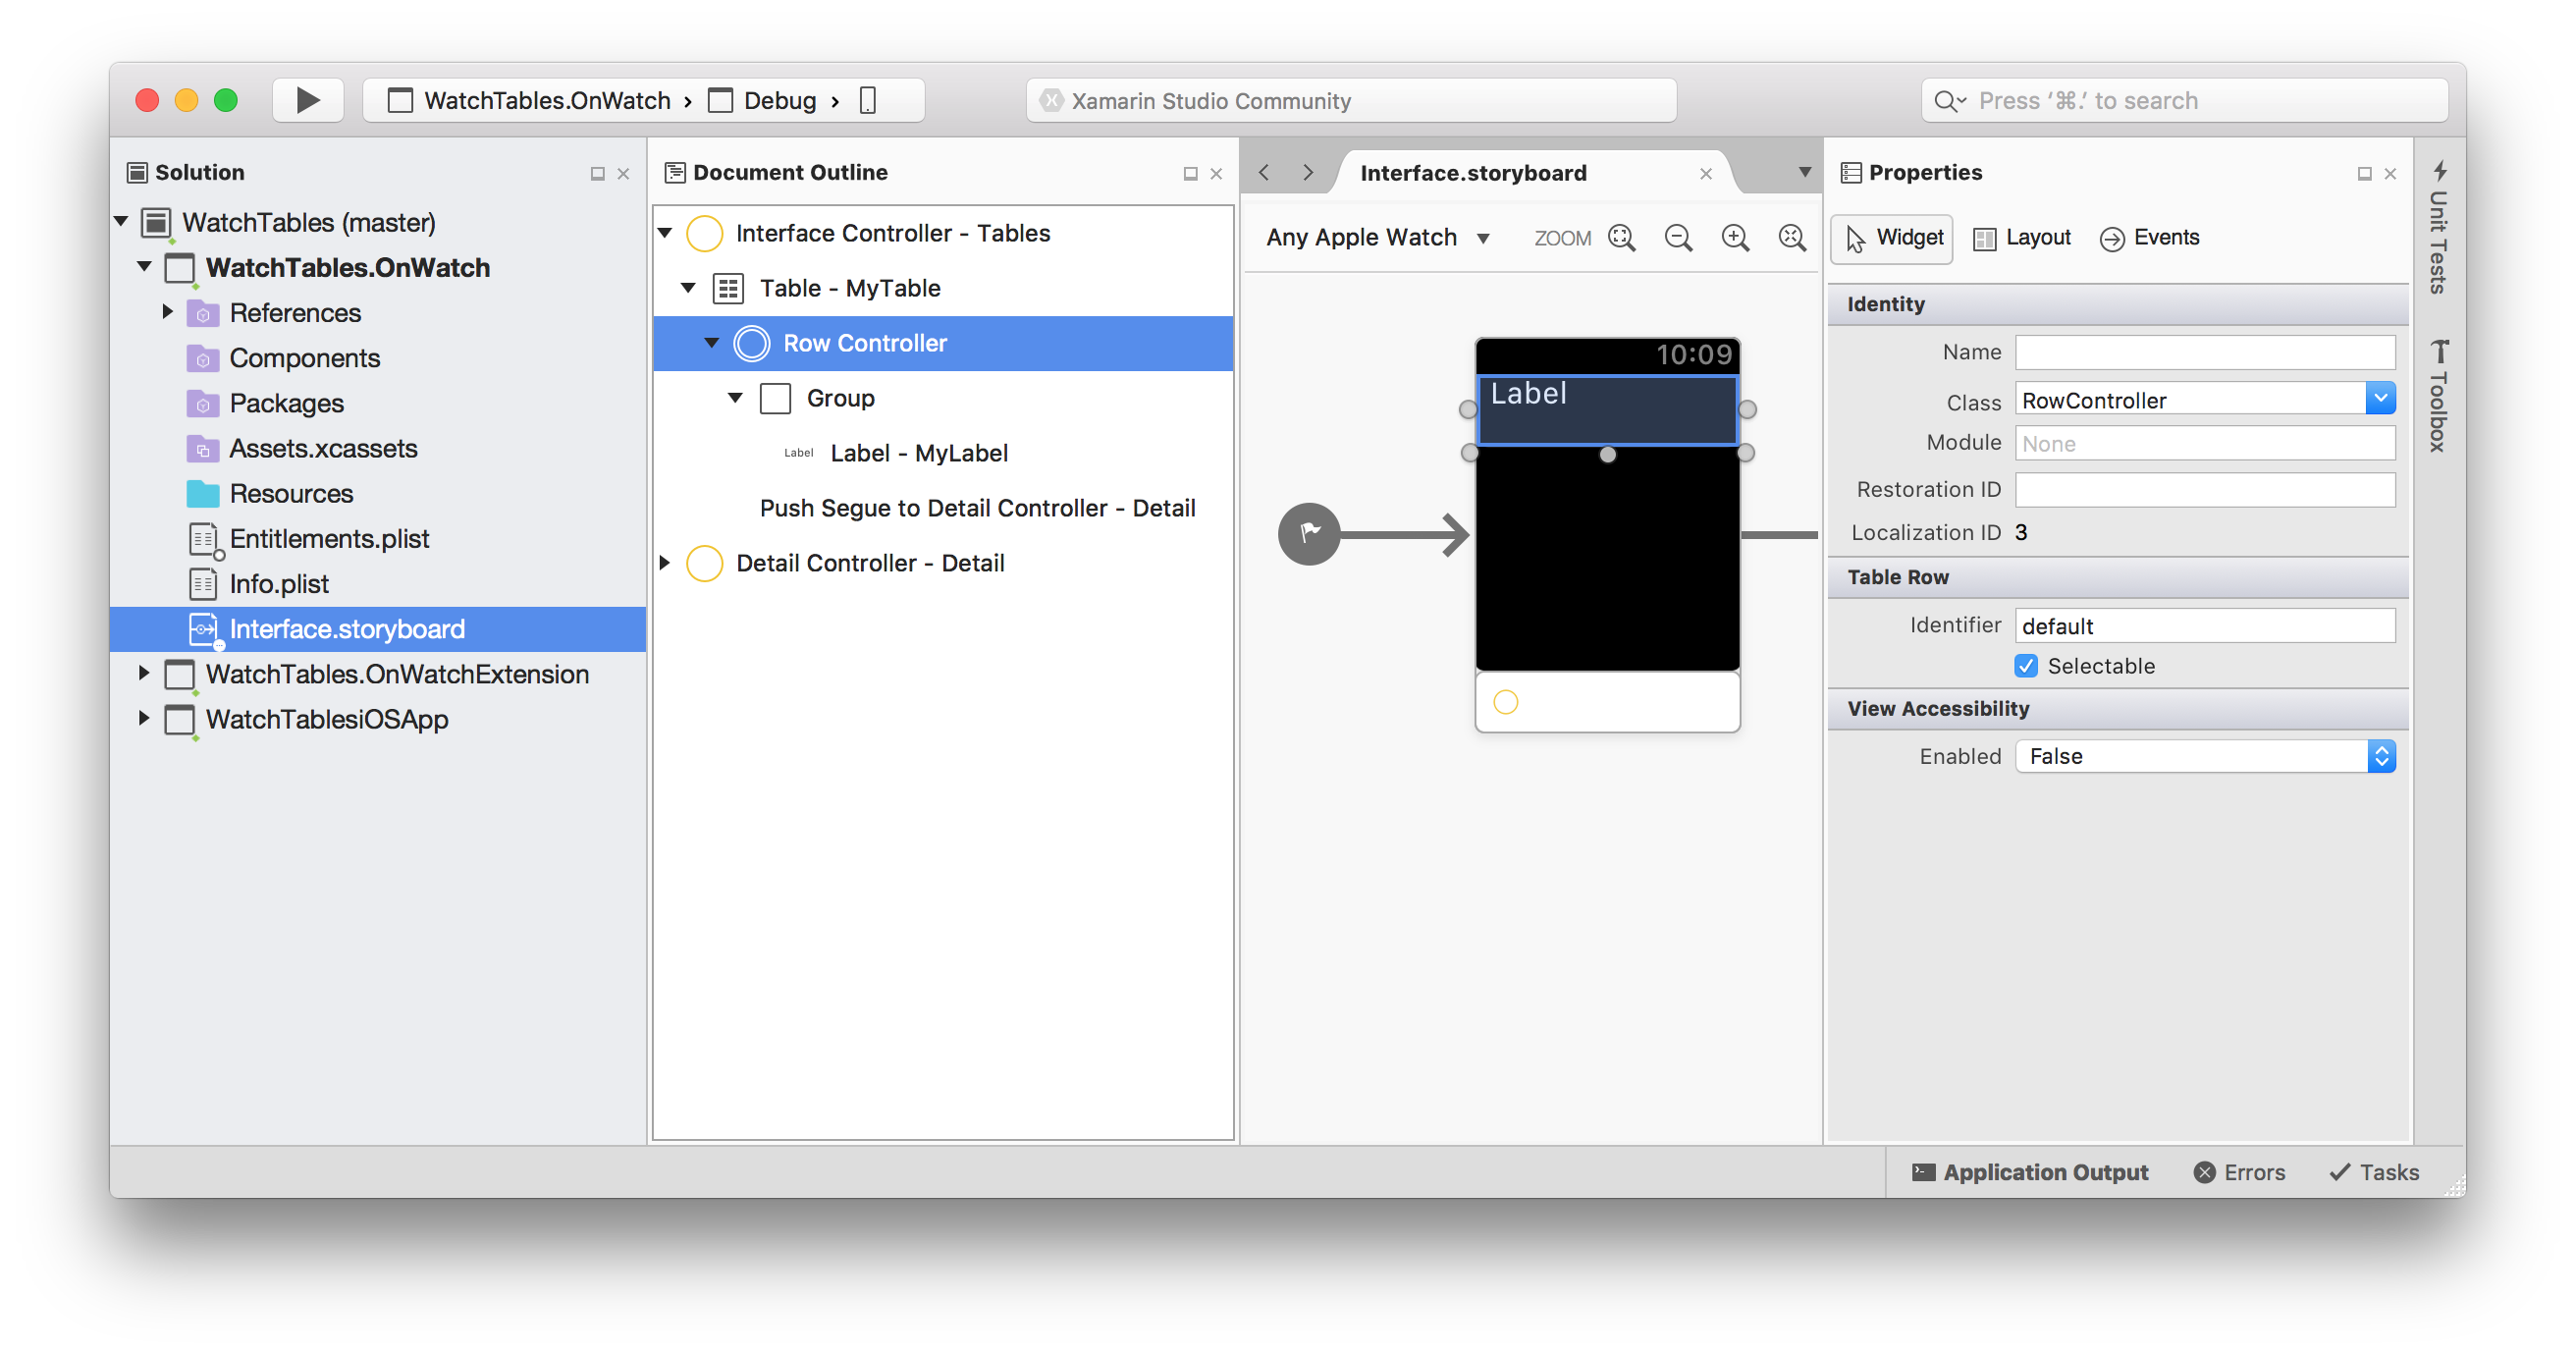 WatchTables.OnWatch › Debug ›
Xamarin Studio Community
Press ‘⌘.’ to search
Solution
WatchTables (master)
WatchTables.OnWatch
References
Components
Packages
Assets.xcassets
Resources
Entitlements.plist
Info.plist
Interface.storyboard
WatchTables.OnWatchExtension
WatchTablesiOSApp
Document Outline
Interface Controller - Tables
Table - MyTable
Row Controller
Group
Label Label - MyLabel
Push Segue to Detail Controller - Detail
Detail Controller - Detail
Interface.storyboard
Any Apple Watch ZOOM
10:09
Label
Properties
Widget Layout Events
Identity
Name
Class RowController
Module None
Restoration ID
Localization ID 3
Table Row
Identifier default
Selectable
View Accessibility
Enabled False
Unit Tests
Toolbox
Application Output Errors Tasks